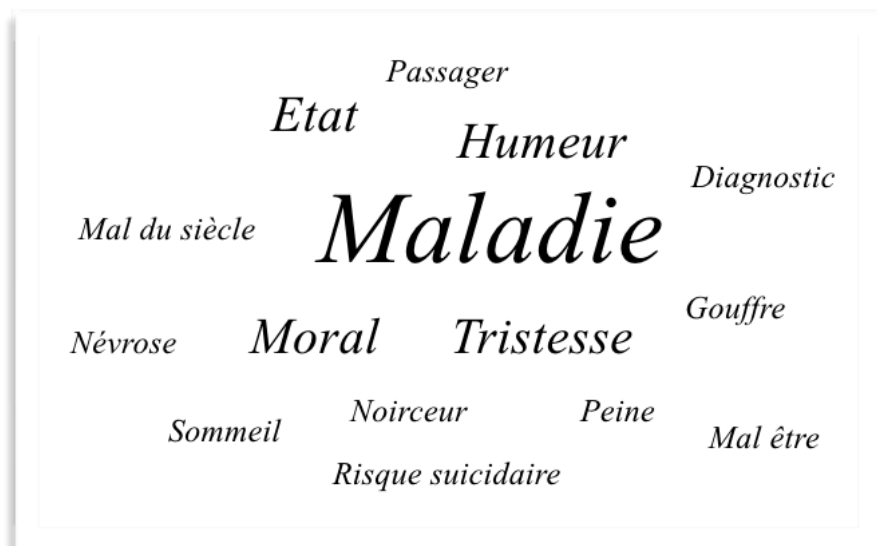 Passager
Etat
Humeur
Diagnostic
Maladie
Mal du siècle
Gouffre
Névrose
Moral
Tristesse
Noirceur
Peine
Sommeil
Mal être
Risque suicidaire